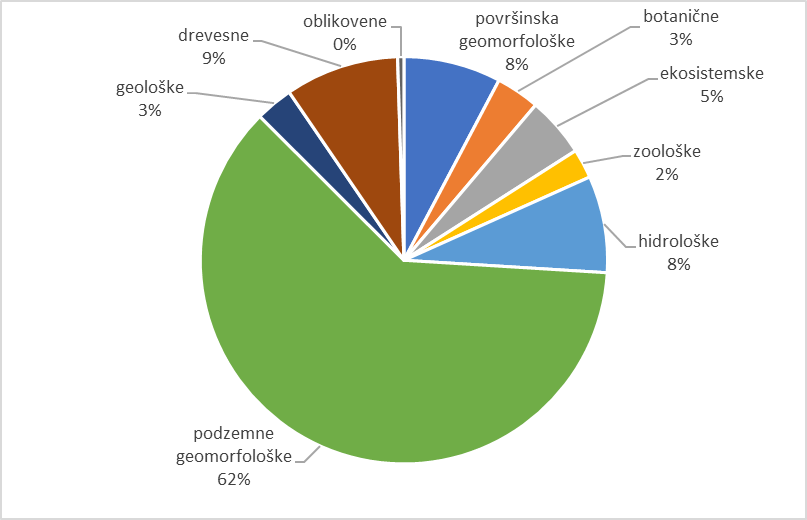 površinska
geomorfološke
8%
botanične
3%
ekosistemske
5%
zoološke
2%
hidrološke
8%
podzemne
geomorfološke
62%
geološke
3%
drevesne
9%
oblikovene
0%